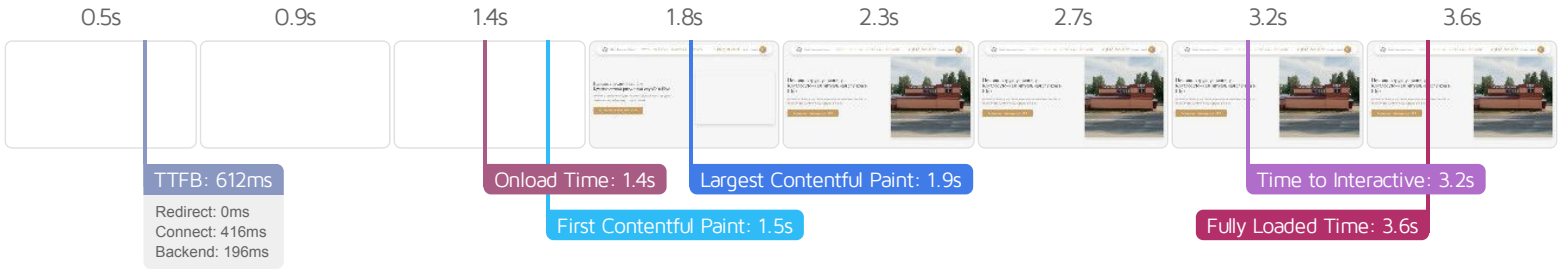 0.5s
0.9s
1.4s
1.8s
2.3s
2.7s
3.2s
3.6s
TTFB: 612ms
Redirect: 0ms
Connect: 416ms
Backend: 196ms
Onload Time: 1.4s
First Contentful Paint: 1.5s
Largest Contentful Paint: 1.9s
Time to Interactive: 3.2s
Fully Loaded Time: 3.6s